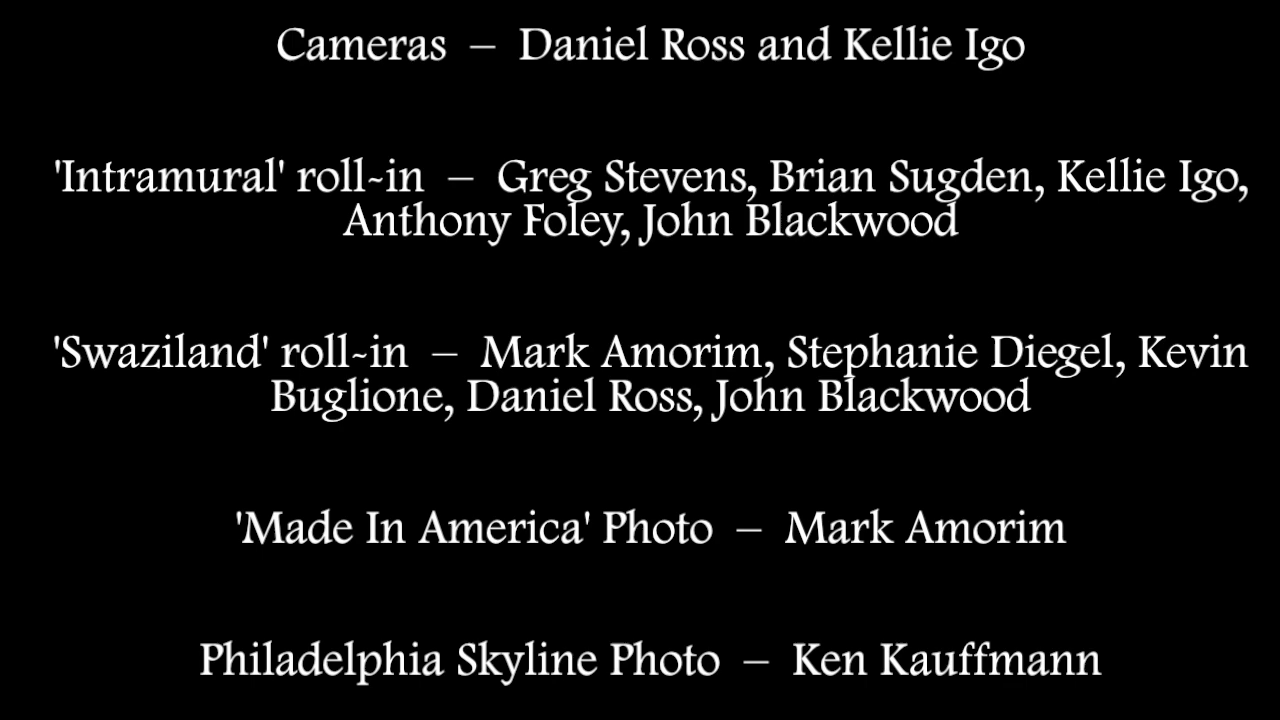 Cameras – Daniel Ross and Kellie Igo
'Intramural' roll-in – Greg Stevens, Brian Sugden, Kellie Igo,
Anthony Foley, John Blackwood
'Swaziland' roll-in – Mark Amorim, Stephanie Diegel, Kevin
Buglione, Daniel Ross, John Blackwood
'Made In America' Photo – Mark Amorim
Philadelphia Skyline Photo – Ken Kauffmann